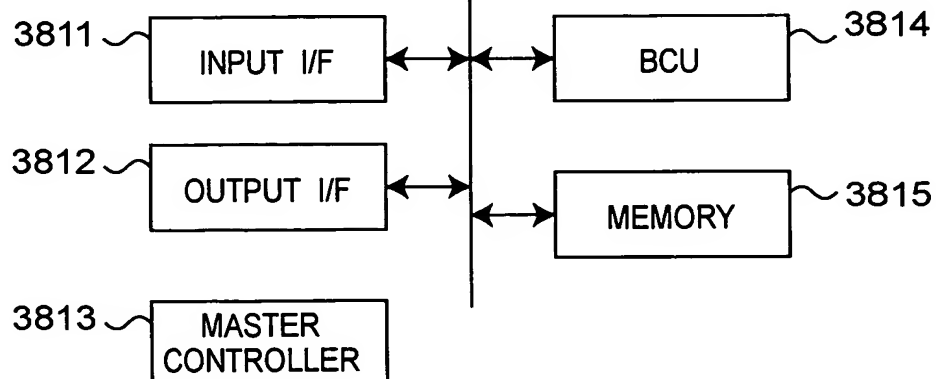 3811
INPUT I/F
BCU
3814
3812
OUTPUT I/F
MEMORY
3815
3813
MASTER
CONTROLLER